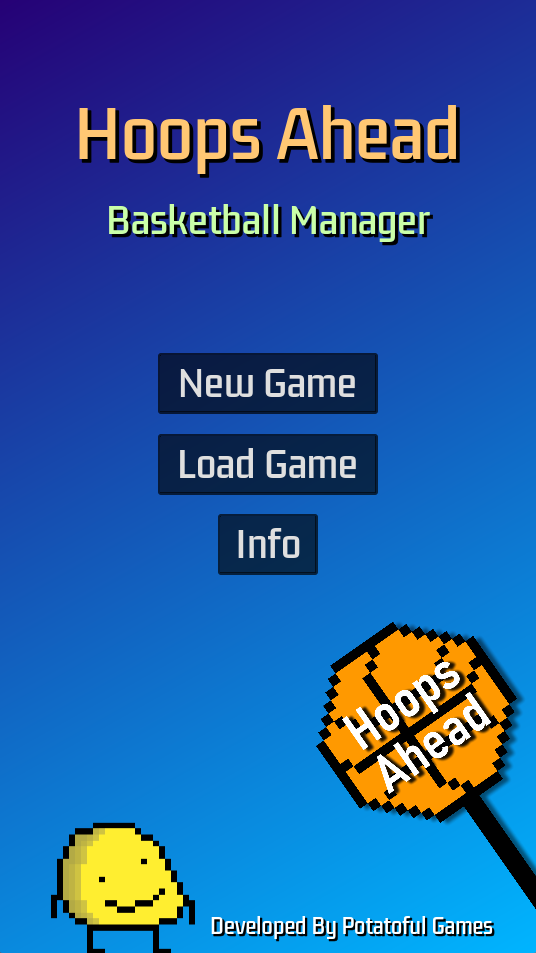 Hoops Ahead
Basketball Manager
New Game
Load Game
Info
Hoops
Ahead
Developed By Potatoful Games